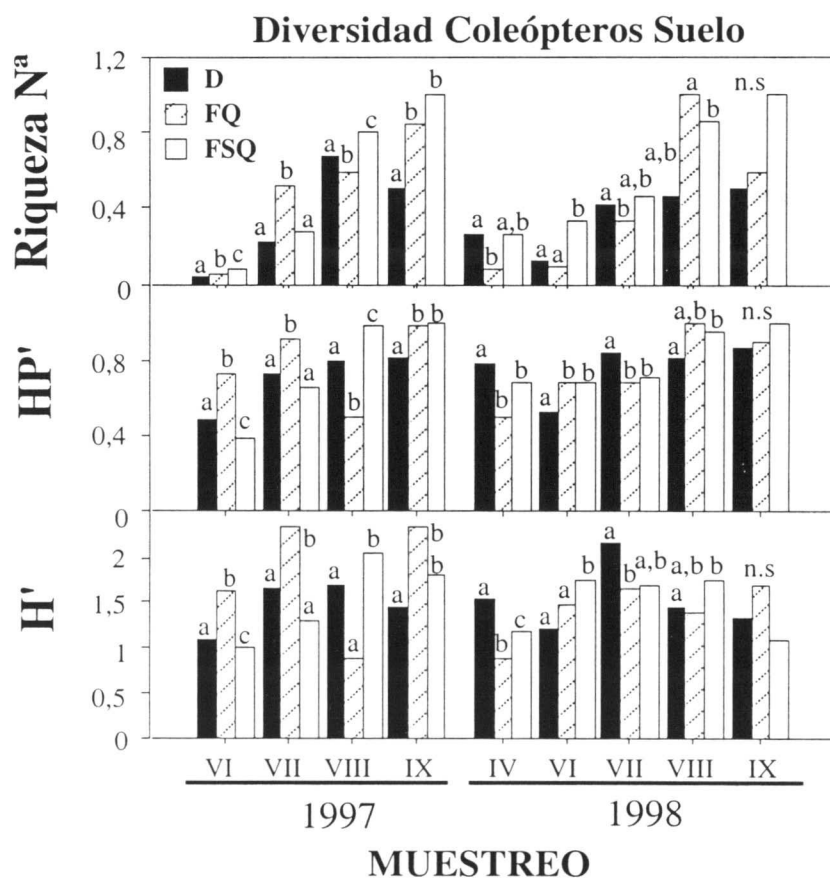 Diversidad Coleópteros Suelo
Riqueza Nª
1,2
0.8
0.4
0
D
FQ
FSQ
a b c
a b a
a b c
a b b
a b a,b
a a b
a b a,b
a,b a b
n.s
HP'
0.8
0,4
0
a b c
a b a
a b c
a b b
a b b
a b b
a b b
a a,b b
n.s
H'
2
1.5
1
0,5
0
a b c
a b a
a a b
a b b
a b c
a a b
a b a,b
a a,b b
n.s
VI VII VIII IX IV VI VII VIII IX
1997 1998
MUESTREO